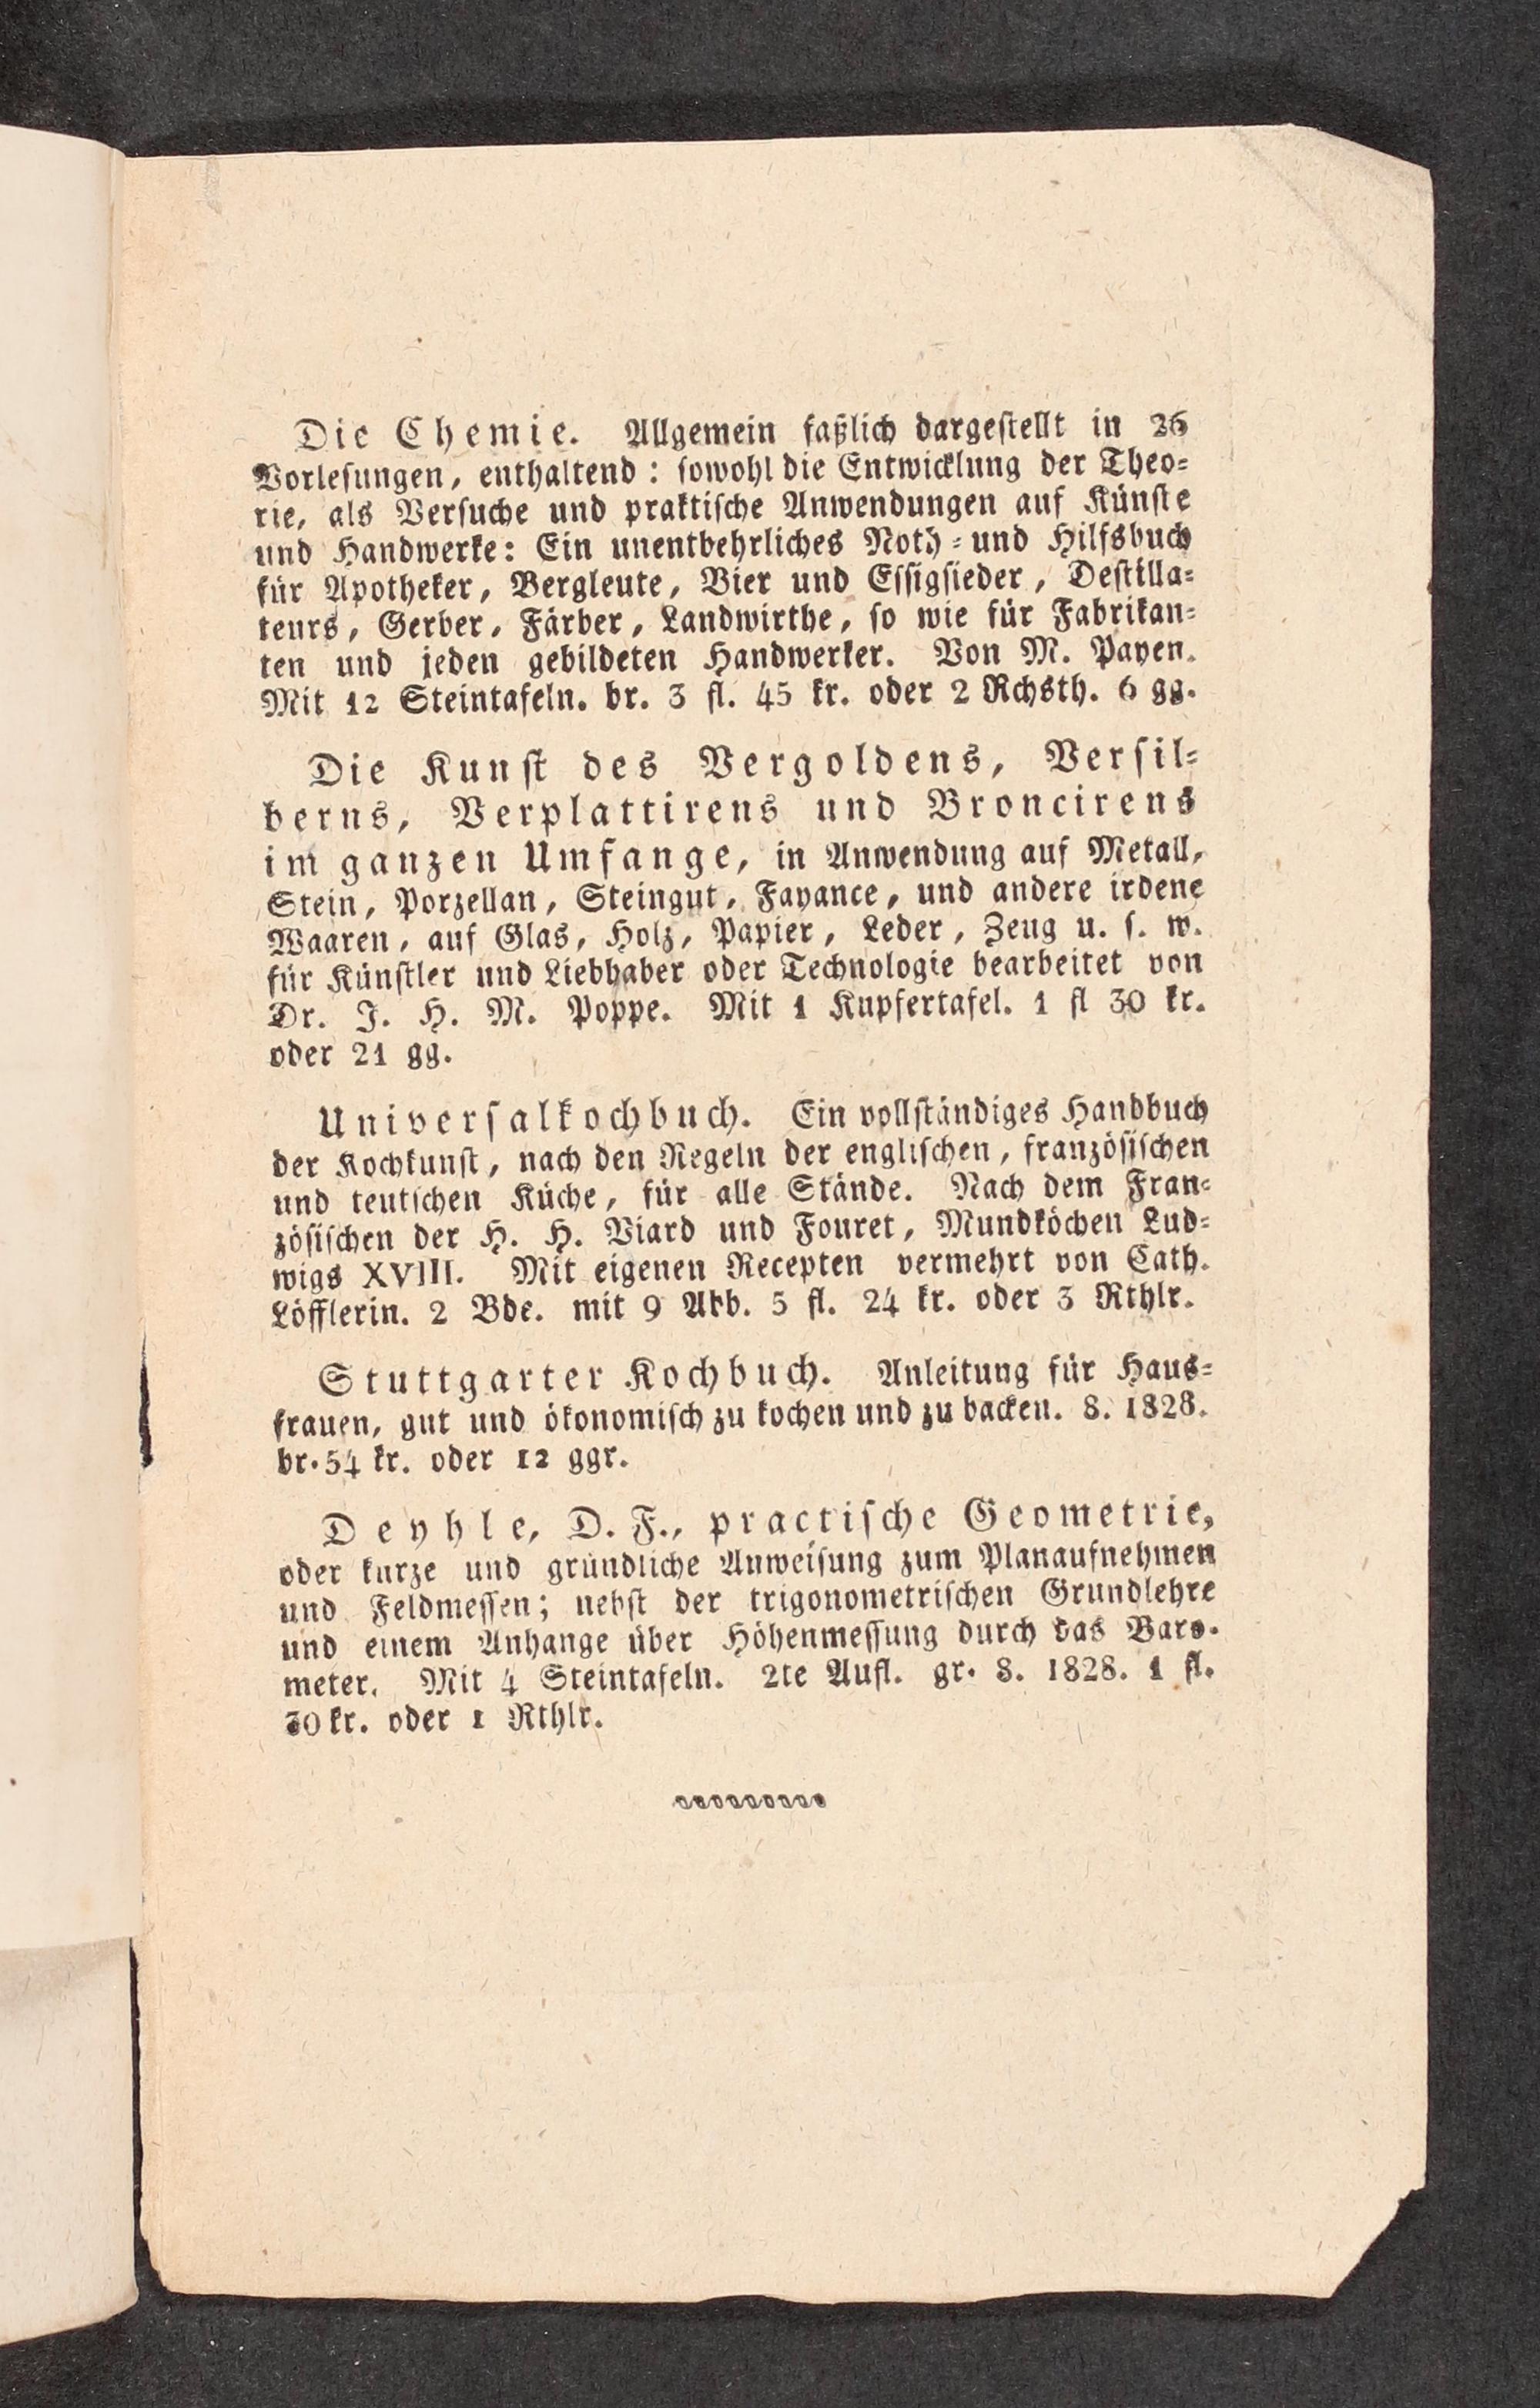 Die Chemie. Allgemein faßlich dargestellt in 26
Vorlesungen, enthaltend: sowohl die Entwicklung der Theo-
rie, als Versuche und praktische Anwendungen auf Künste
und Handwerke: Ein unentbehrliches Noth- und Hilfsbuch
für Apotheker, Bergleute, Bier und Essigsieder, Destilla-
teurs, Gerber, Färber, Landwirthe, so wie für Fabrikan-
ten und jeden gebildeten Handwerker. Von M. Payen.
Mit 12 Steintafeln. br. 3 fl. 45 kr. oder 2 Rchsth. 6 gg.
Die Kunst des Vergoldens, Versil-
berns, Verplattirens und Broncirens
im ganzen Umfange, in Anwendung auf Metall,
Stein, Porzellan, Steingut, Fayance, und andere irdene
Waaren, auf Glas, Holz, Papier, Leder, Zeug u. s. w.
für Künstler und Liebhaber oder Technologie bearbeitet von
Dr. J. H. M. Poppe. Mit 1 Kupfertafel. 1 fl 30 kr.
oder 21 gg.
Universalkochbuch. Ein vollständiges Handbuch
der Kochkunst, nach den Regeln der englischen, französischen
und teutschen Küche, für alle Stände. Nach dem Fran-
zösischen der H. H. Viard und Fouret, Mundköchen Lud-
wigs XVIII. Mit eigenen Recepten vermehrt von Cath.
Löfflerin. 2 Bde. mit 9 Abb. 5 fl. 24 kr. oder 3 Rthlr.
Stuttgarter Kochbuch. Anleitung für Haus-
frauen, gut und ökonomisch zu kochen und zu backen. 8. 1828.
br. 54 kr. oder 12 ggr.
Deyhle, D. F., practische Geometrie,
oder kurze und gründliche Anweisung zum Planaufnehmen
und Feldmessen; nebst der trigonometrischen Grundlehre
und einem Anhange über Höhenmessung durch das Baro-
meter. Mit 4 Steintafeln. 2te Aufl. gr. 8. 1828. 1 fl.
30 kr. oder 1 Rthlr.